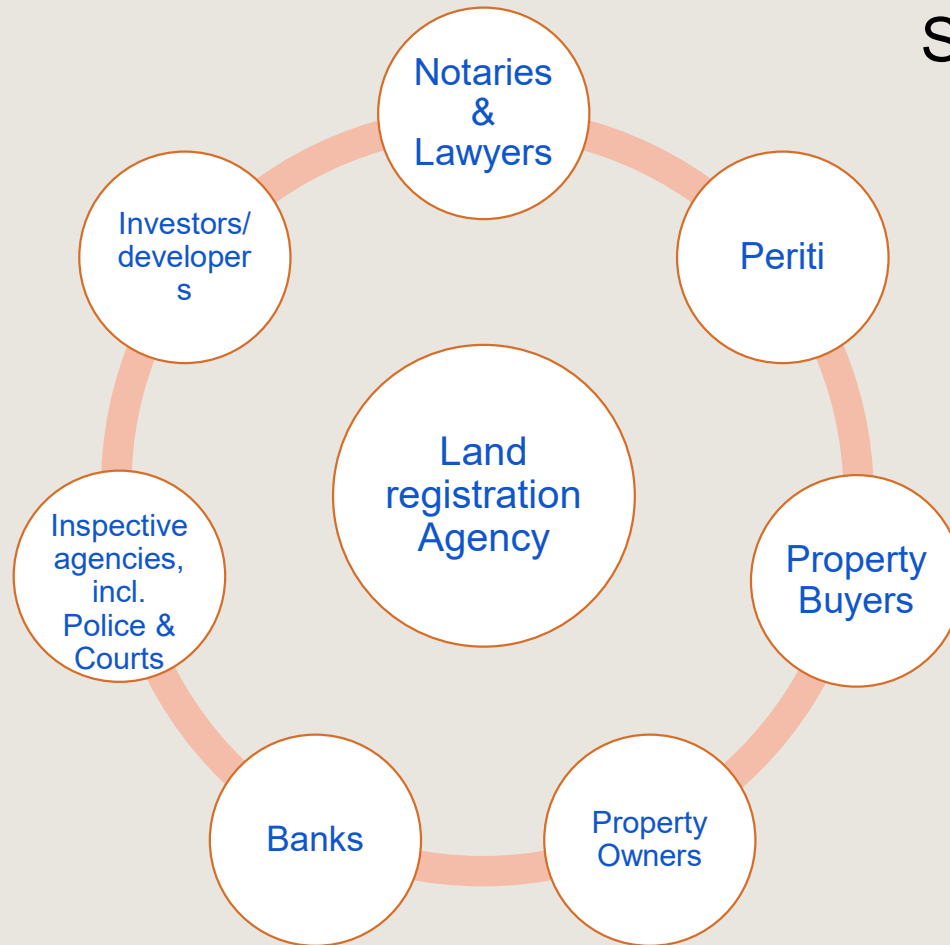 S
Notaries
&
Lawyers
Investors/
developer
s
Periti
Land
registration
Agency
Inspective
agencies,
incl.
Police &
Courts
Property
Buyers
Banks
Property
Owners